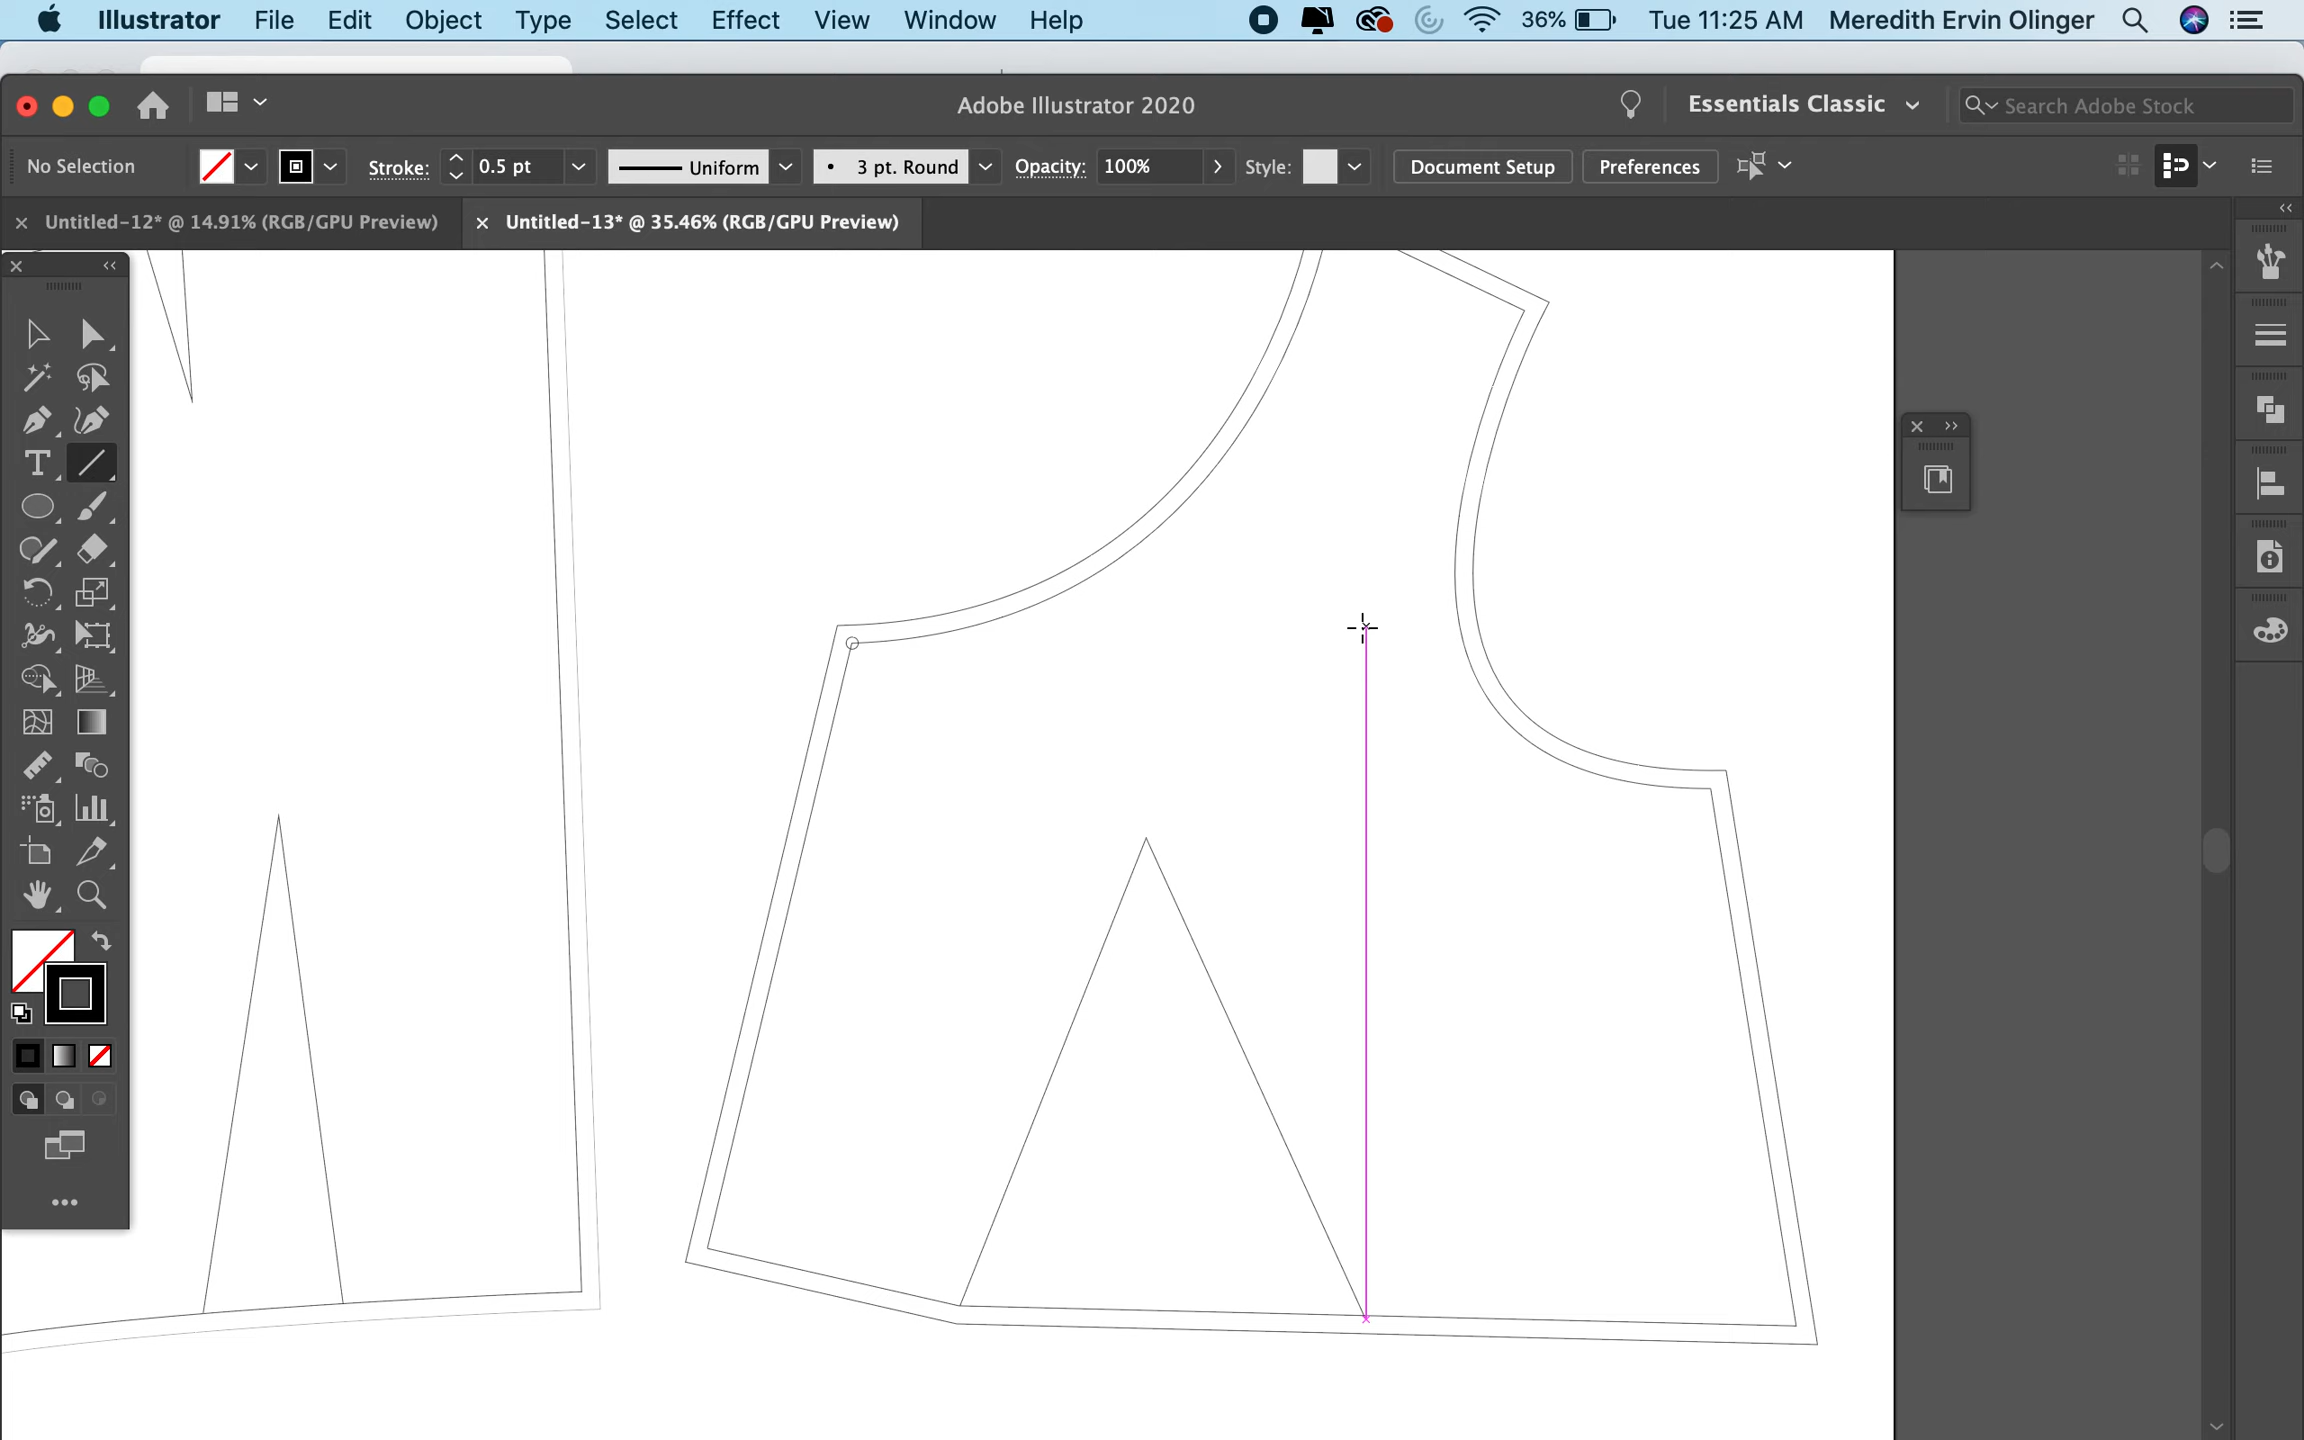 Illustrator File Edit Object Type Select Effect View Window Help 36% Tue 11:25 AM Meredith Ervin Olinger
Adobe Illustrator 2020 Essentials Classic Search Adobe Stock
No Selection Stroke: 0.5 pt Uniform 3 pt. Round Opacity: 100% Style: Document Setup Preferences
Untitled-12* @ 14.91% (RGB/GPU Preview) Untitled-13* @ 35.46% (RGB/GPU Preview)